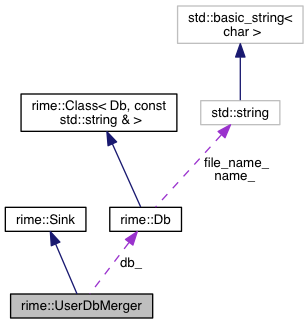 std::basic_string<
char >
rime::Class< Db, const
std::string & >
std::string
file_name_
name_
rime::Sink
rime::Db
db_
rime::UserDbMerger